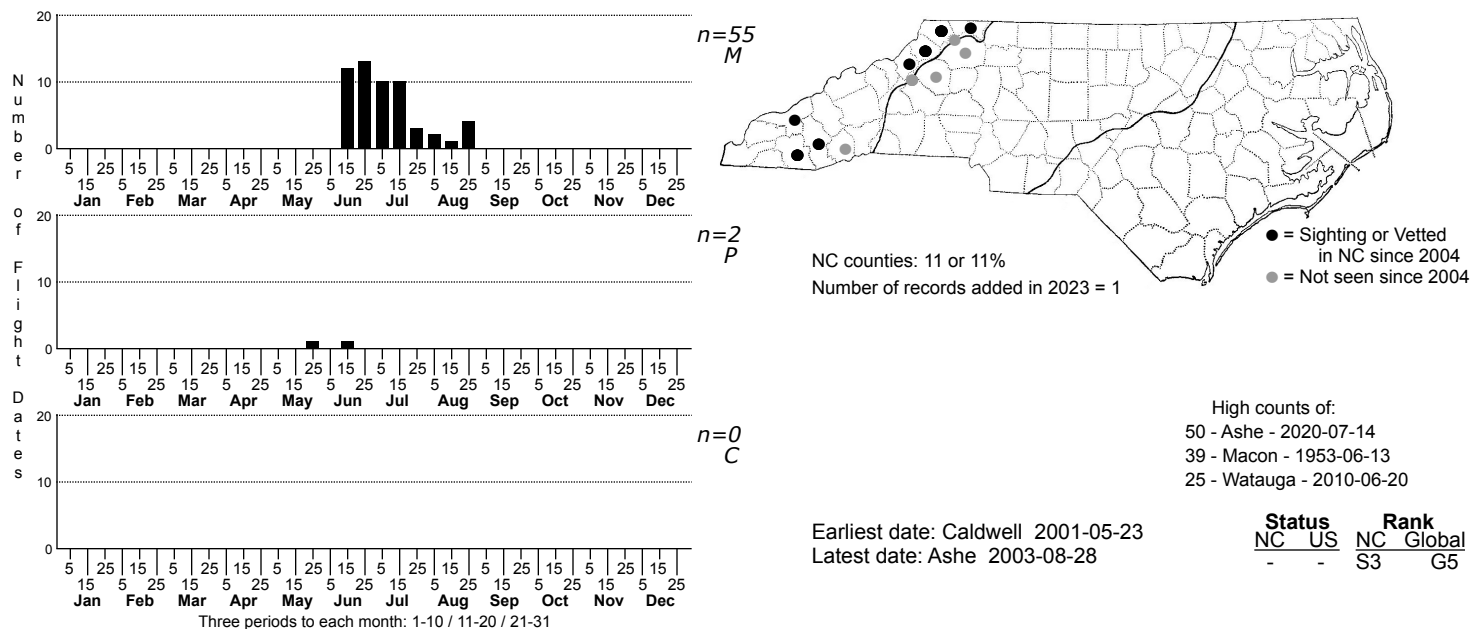 Number of Flight Dates
20
10
0
n=55
M
5 15 25 5 15 25 5 15 25 5 15 25 5 15 25 5 15 25 5 15 25 5 15 25 5 15 25 5 15 25 5 15 25 5 15 25
Jan Feb Mar Apr May Jun Jul Aug Sep Oct Nov Dec
20
10
0
n=2
P
5 15 25 5 15 25 5 15 25 5 15 25 5 15 25 5 15 25 5 15 25 5 15 25 5 15 25 5 15 25 5 15 25 5 15 25
Jan Feb Mar Apr May Jun Jul Aug Sep Oct Nov Dec
20
10
0
n=0
C
5 15 25 5 15 25 5 15 25 5 15 25 5 15 25 5 15 25 5 15 25 5 15 25 5 15 25 5 15 25 5 15 25 5 15 25
Jan Feb Mar Apr May Jun Jul Aug Sep Oct Nov Dec
Three periods to each month: 1-10 / 11-20 / 21-31
NC counties: 11 or 11%
Number of records added in 2023 = 1
= Sighting or Vetted
in NC since 2004
= Not seen since 2004
High counts of:
50 - Ashe - 2020-07-14
39 - Macon - 1953-06-13
25 - Watauga - 2010-06-20
Earliest date: Caldwell 2001-05-23
Latest date: Ashe 2003-08-28
Status Rank
NC US NC Global
- - S3 G5